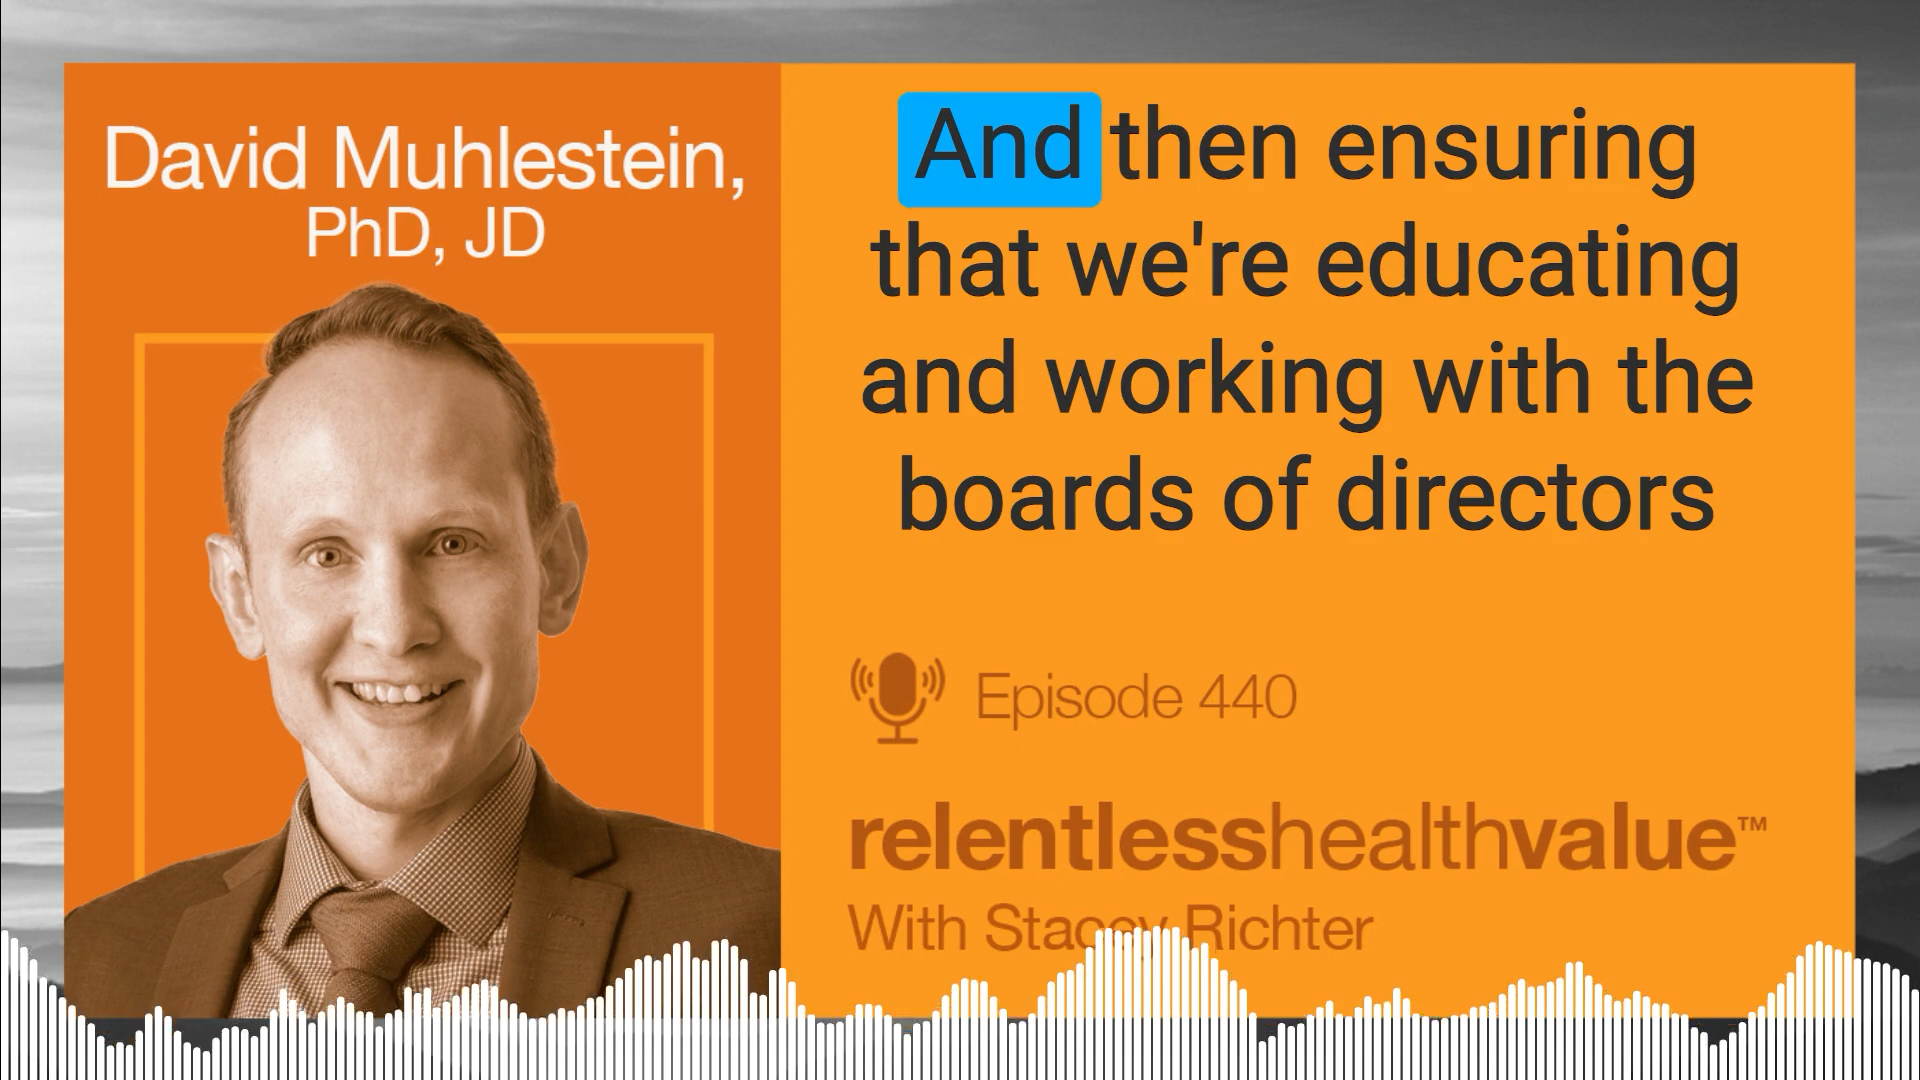 David Muhlestein,
PhD, JD
And then ensuring
that we're educating
and working with the
boards of directors
Episode 440
relentlesshealthvalue™
With Stacey Richter